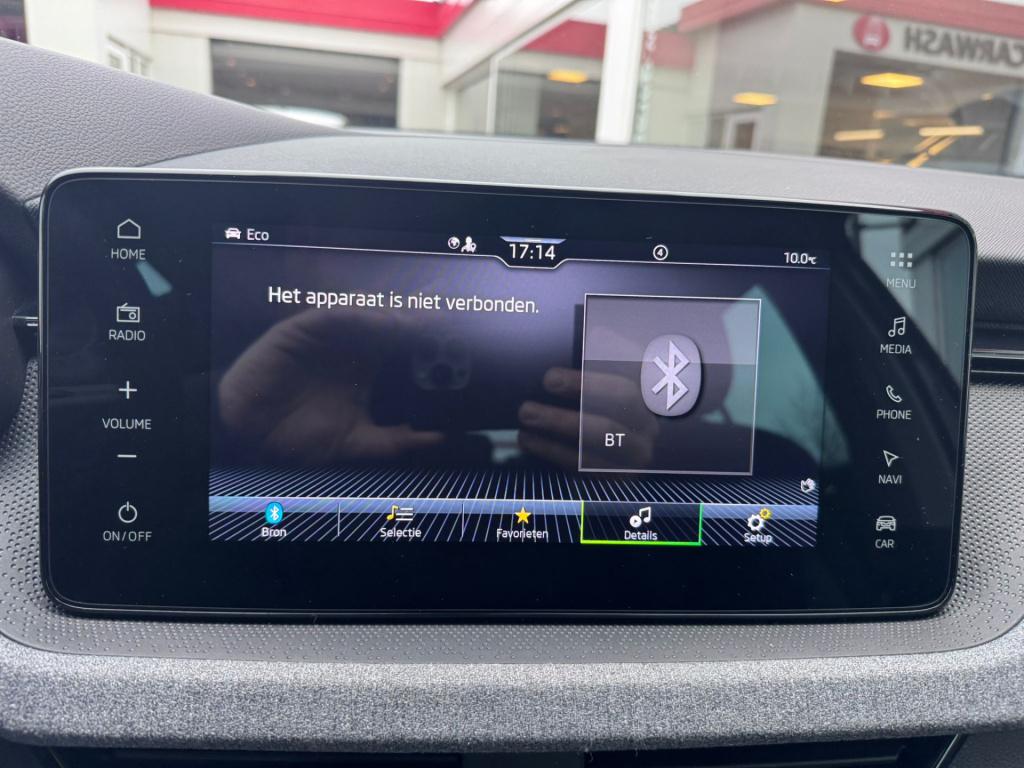 CARWASH
Eco
17:14
4
10.0°C
HOME
RADIO
+
VOLUME
−
ON/OFF
Het apparaat is niet verbonden.
BT
Bron
Selectie
Favorieten
Details
Setup
MENU
MEDIA
PHONE
NAVI
CAR